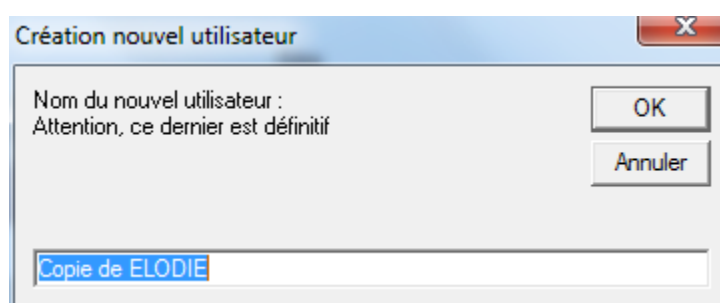 Création nouvel utilisateur
Nom du nouvel utilisateur :
Attention, ce dernier est définitif
OK
Annuler
Copie de ELODIE